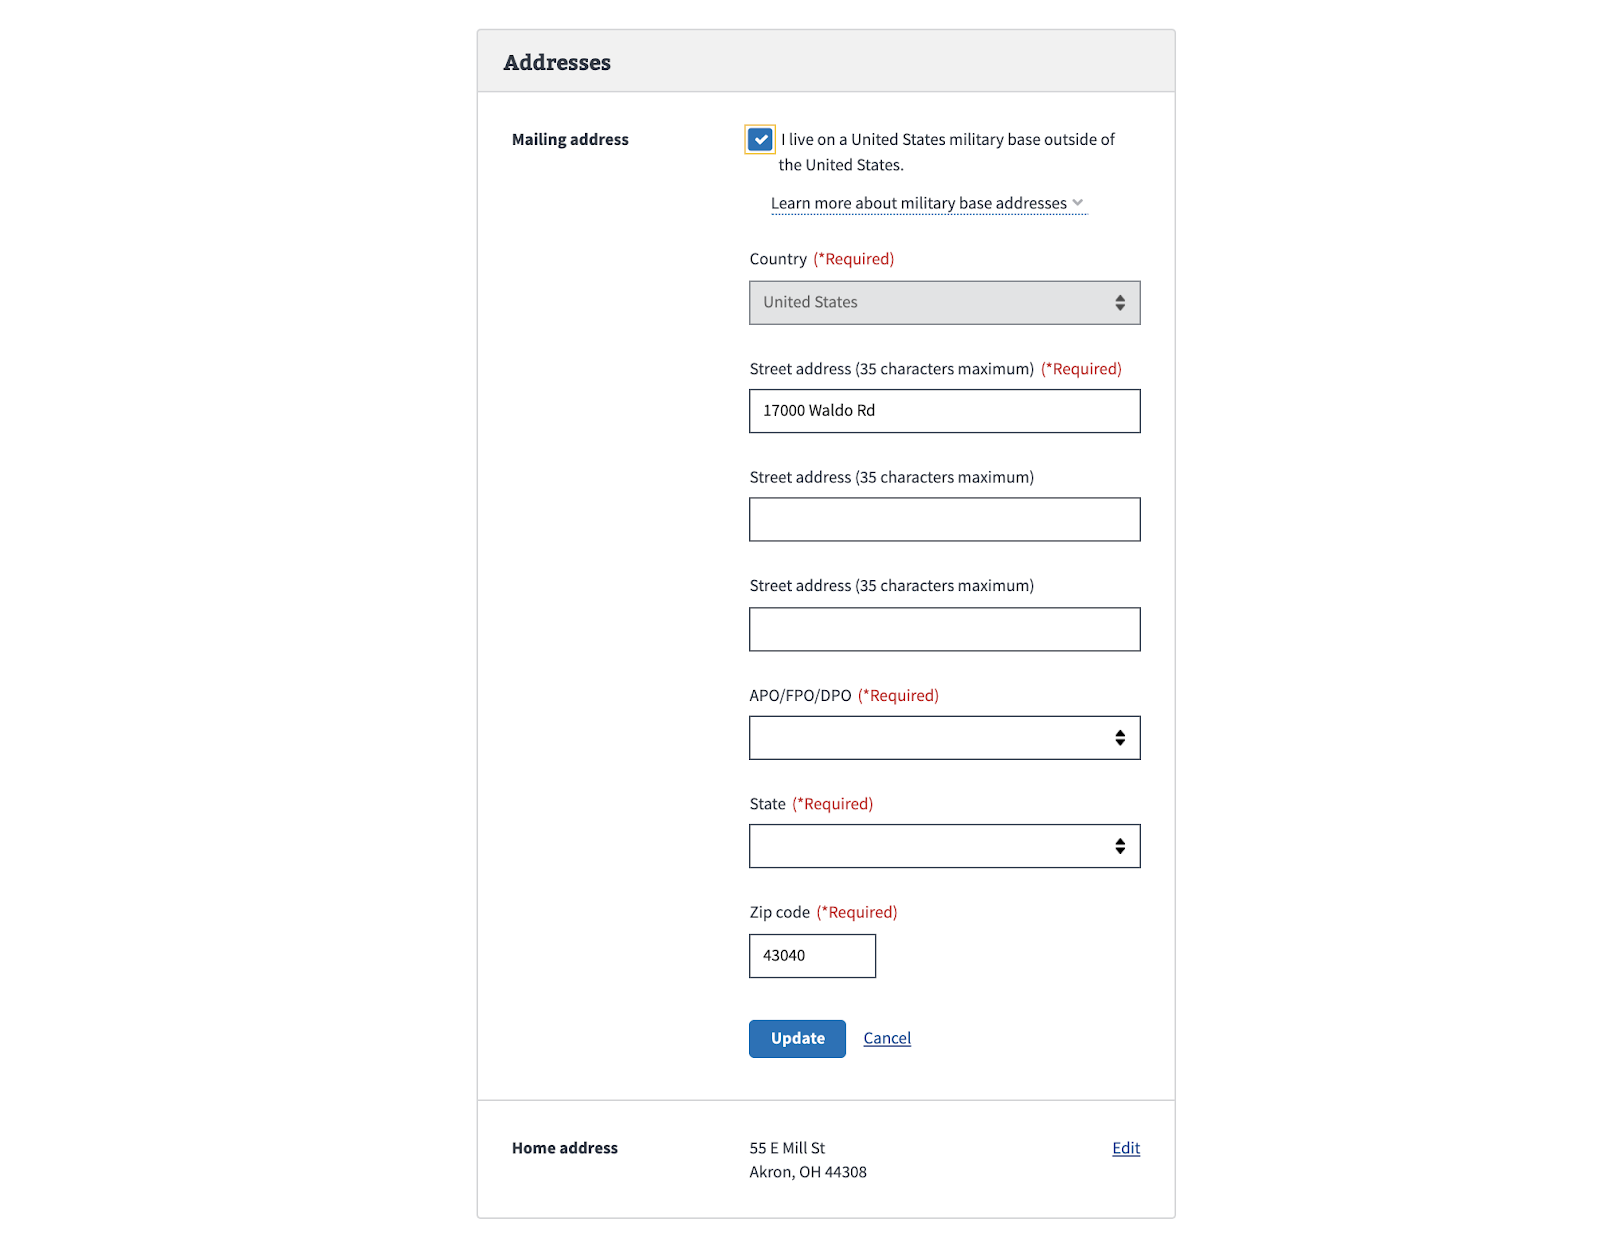 Addresses
Mailing address
I live on a United States military base outside of
the United States.
Learn more about military base addresses
Country (*Required)
United States
Street address (35 characters maximum) (*Required)
17000 Waldo Rd
Street address (35 characters maximum)
Street address (35 characters maximum)
APO/FPO/DPO (*Required)
State (*Required)
Zip code (*Required)
43040
Update Cancel
Home address
55 E Mill St
Akron, OH 44308
Edit